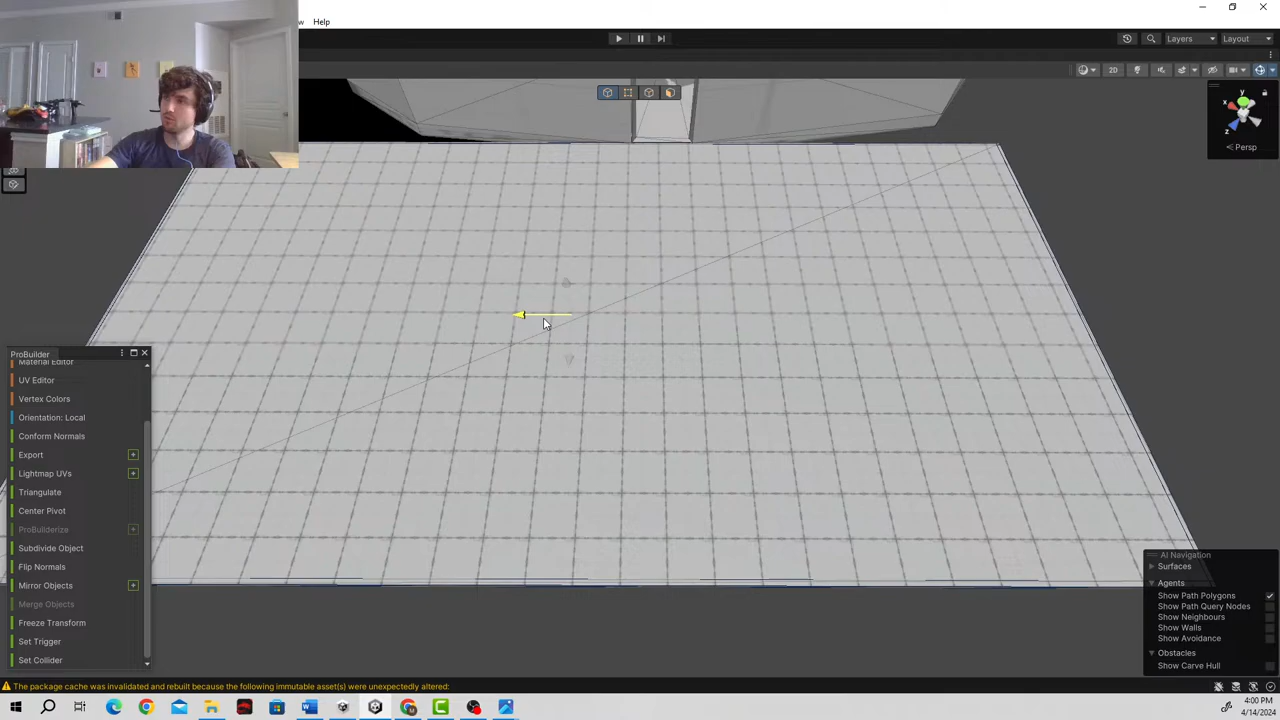 Help
Layers
Layout
2D
y
x
z
Persp
ProBuilder
Material Editor
UV Editor
Vertex Colors
Orientation: Local
Conform Normals
Export
Lightmap UVs
Triangulate
Center Pivot
ProBuilderize
Subdivide Object
Flip Normals
Mirror Objects
Merge Objects
Freeze Transform
Set Trigger
Set Collider
AI Navigation
Surfaces
Agents
Show Path Polygons
Show Path Query Nodes
Show Neighbours
Show Walls
Show Avoidance
Obstacles
Show Carve Hull
The package cache was invalidated and rebuilt because the following immutable asset(s) were unexpectedly altered:
4:00 PM
4/14/2024